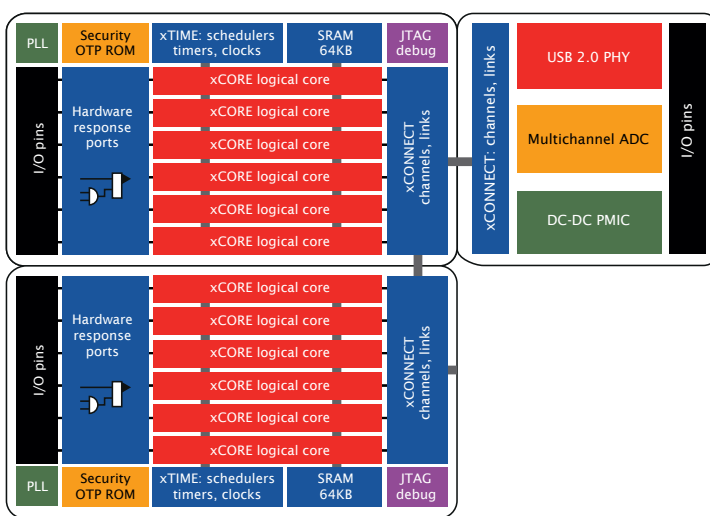 PLL
Security
OTP ROM
xTIME: schedulers
timers, clocks
SRAM
64KB
JTAG
debug
I/O pins
Hardware
response
ports
xCORE logical core
xCORE logical core
xCORE logical core
xCORE logical core
xCORE logical core
xCORE logical core
xCONNECT
channels, links
xCONNECT: channels, links
USB 2.0 PHY
Multichannel ADC
DC-DC PMIC
I/O pins
I/O pins
Hardware
response
ports
xCORE logical core
xCORE logical core
xCORE logical core
xCORE logical core
xCORE logical core
xCORE logical core
xCONNECT
channels, links
PLL
Security
OTP ROM
xTIME: schedulers
timers, clocks
SRAM
64KB
JTAG
debug